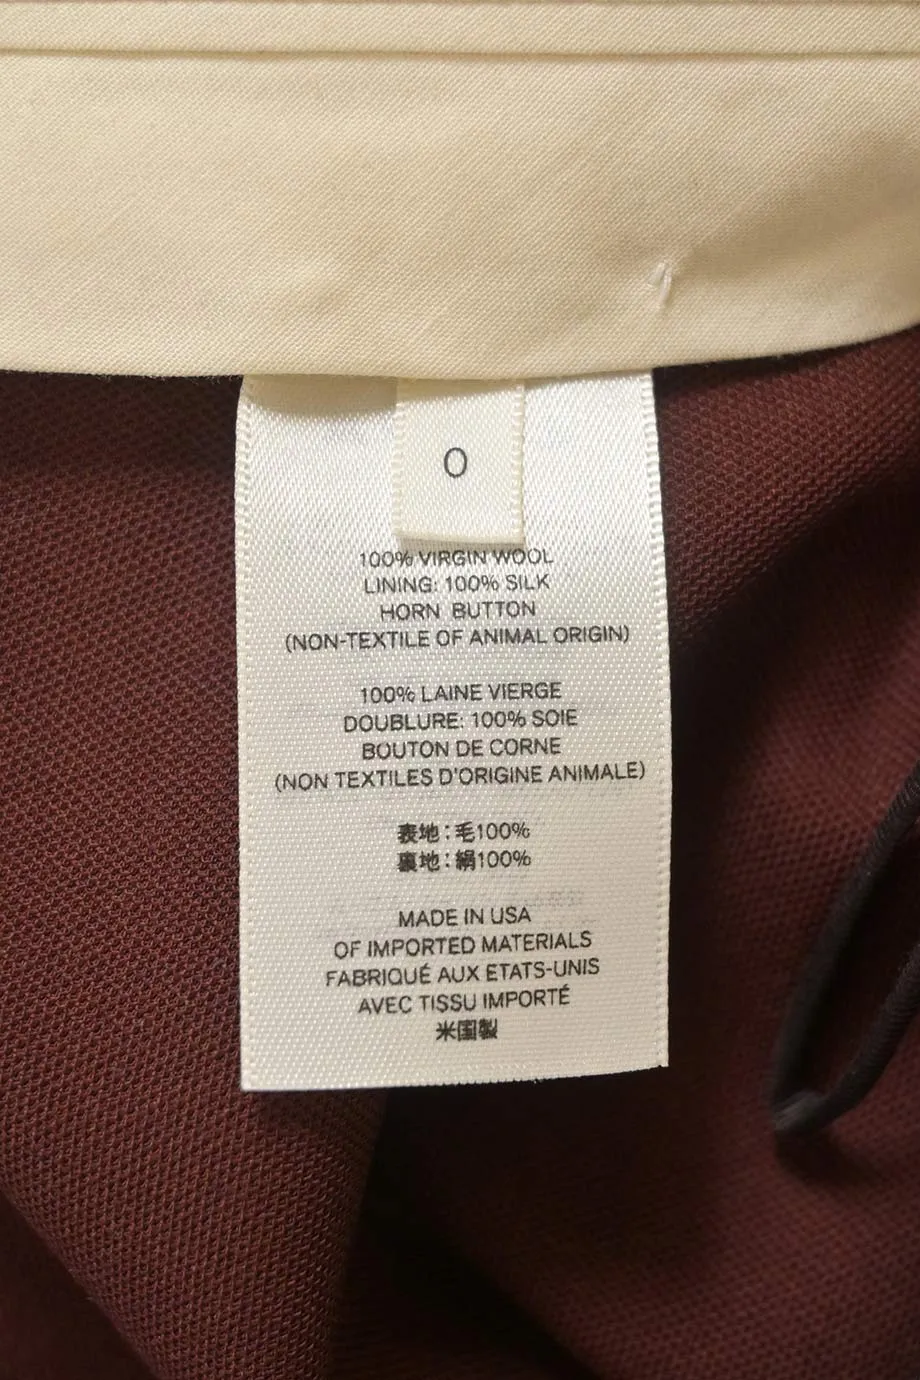 O
100% VIRGIN WOOL
LINING: 100% SILK
HORN BUTTON
(NON-TEXTILE OF ANIMAL ORIGIN)
100% LAINE VIERGE
DOUBLURE: 100% SOIE
BOUTON DE CORNE
(NON TEXTILES D'ORIGINE ANIMALE)
表地：毛100%
裏地：絹100%
MADE IN USA
OF IMPORTED MATERIALS
FABRIQUÉ AUX ETATS-UNIS
AVEC TISSU IMPORTÉ
米国製